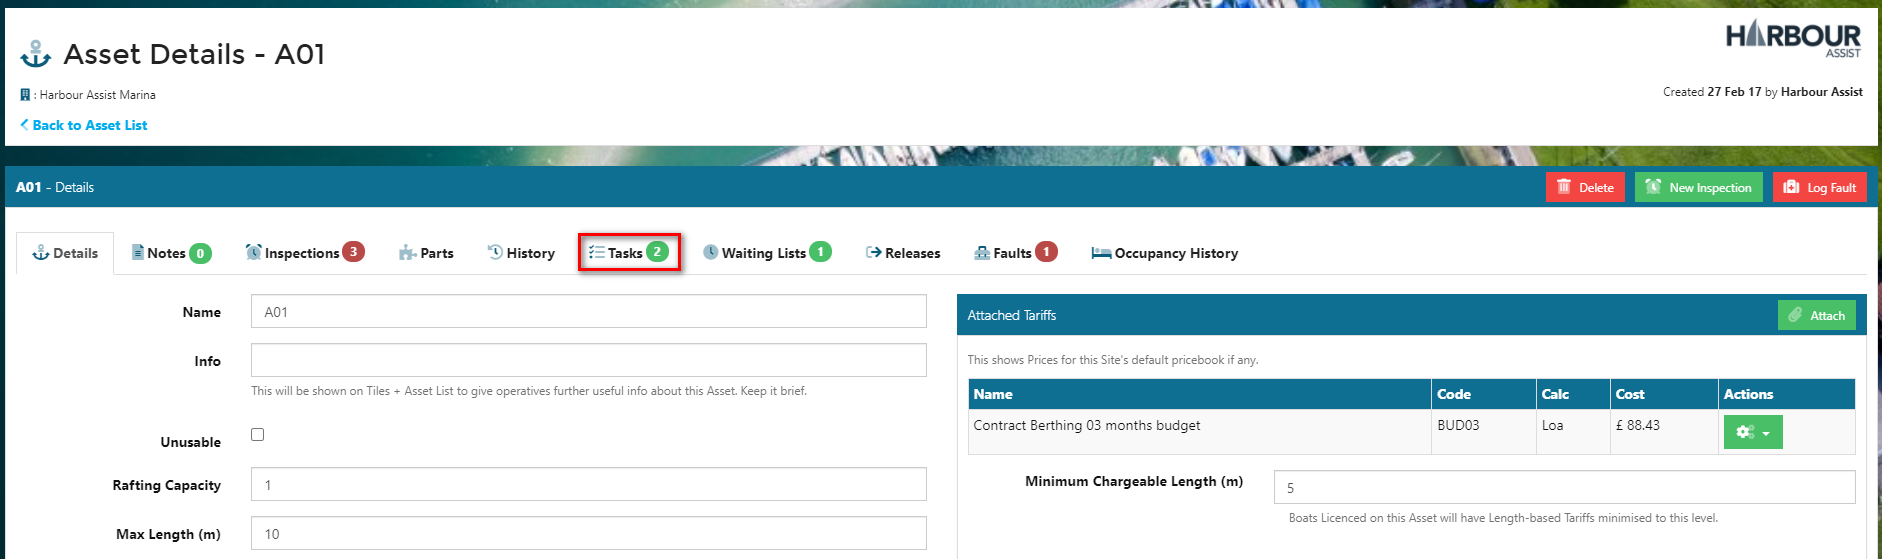 Asset Details - A01
HARBOUR
ASSIST
: Harbour Assist Marina
Created 27 Feb 17 by Harbour Assist
Back to Asset List
A01 - Details
Delete
New Inspection
Log Fault
Details
Notes 0
Inspections 3
Parts
History
Tasks 2
Waiting Lists 1
Releases
Faults 1
Occupancy History
Name
A01
Info
This will be shown on Tiles + Asset List to give operatives further useful info about this Asset. Keep it brief.
Unusable
Rafting Capacity
1
Max Length (m)
10
Attached Tariffs
Attach
This shows Prices for this Site's default pricebook if any.
Name Code Calc Cost Actions
Contract Berthing 03 months budget BUD03 Loa £ 88.43
Minimum Chargeable Length (m)
5
Boats Licenced on this Asset will have Length-based Tariffs minimised to this level.